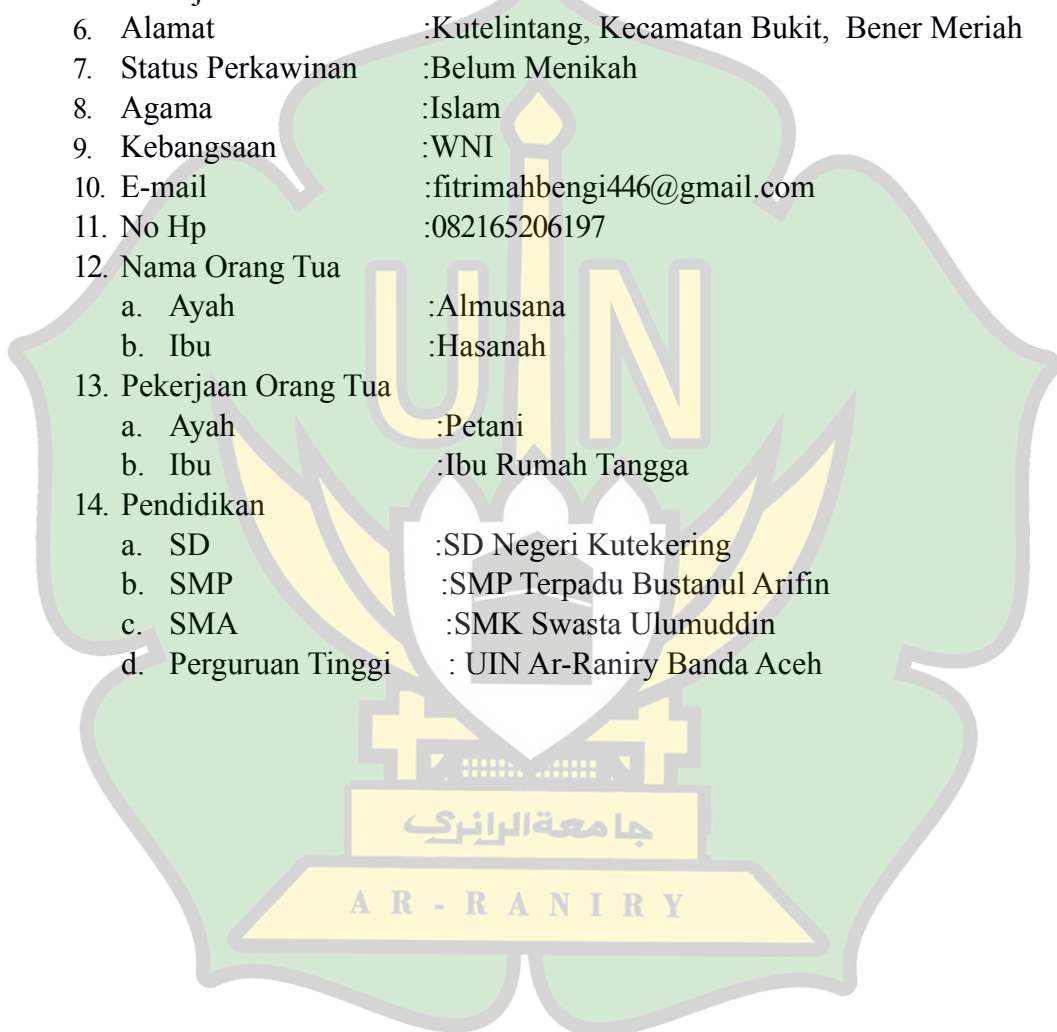 6. Alamat :Kutelintang, Kecamatan Bukit, Bener Meriah
7. Status Perkawinan :Belum Menikah
8. Agama :Islam
9. Kebangsaan :WNI
10. E-mail :fitrimahbengi446@gmail.com
11. No Hp :082165206197
12. Nama Orang Tua
a. Ayah :Almusana
b. Ibu :Hasanah
13. Pekerjaan Orang Tua
a. Ayah :Petani
b. Ibu :Ibu Rumah Tangga
14. Pendidikan
a. SD :SD Negeri Kutekering
b. SMP :SMP Terpadu Bustanul Arifin
c. SMA :SMK Swasta Ulumuddin
d. Perguruan Tinggi : UIN Ar-Raniry Banda Aceh
UIN
جامعةالرانري
AR-RANIRY